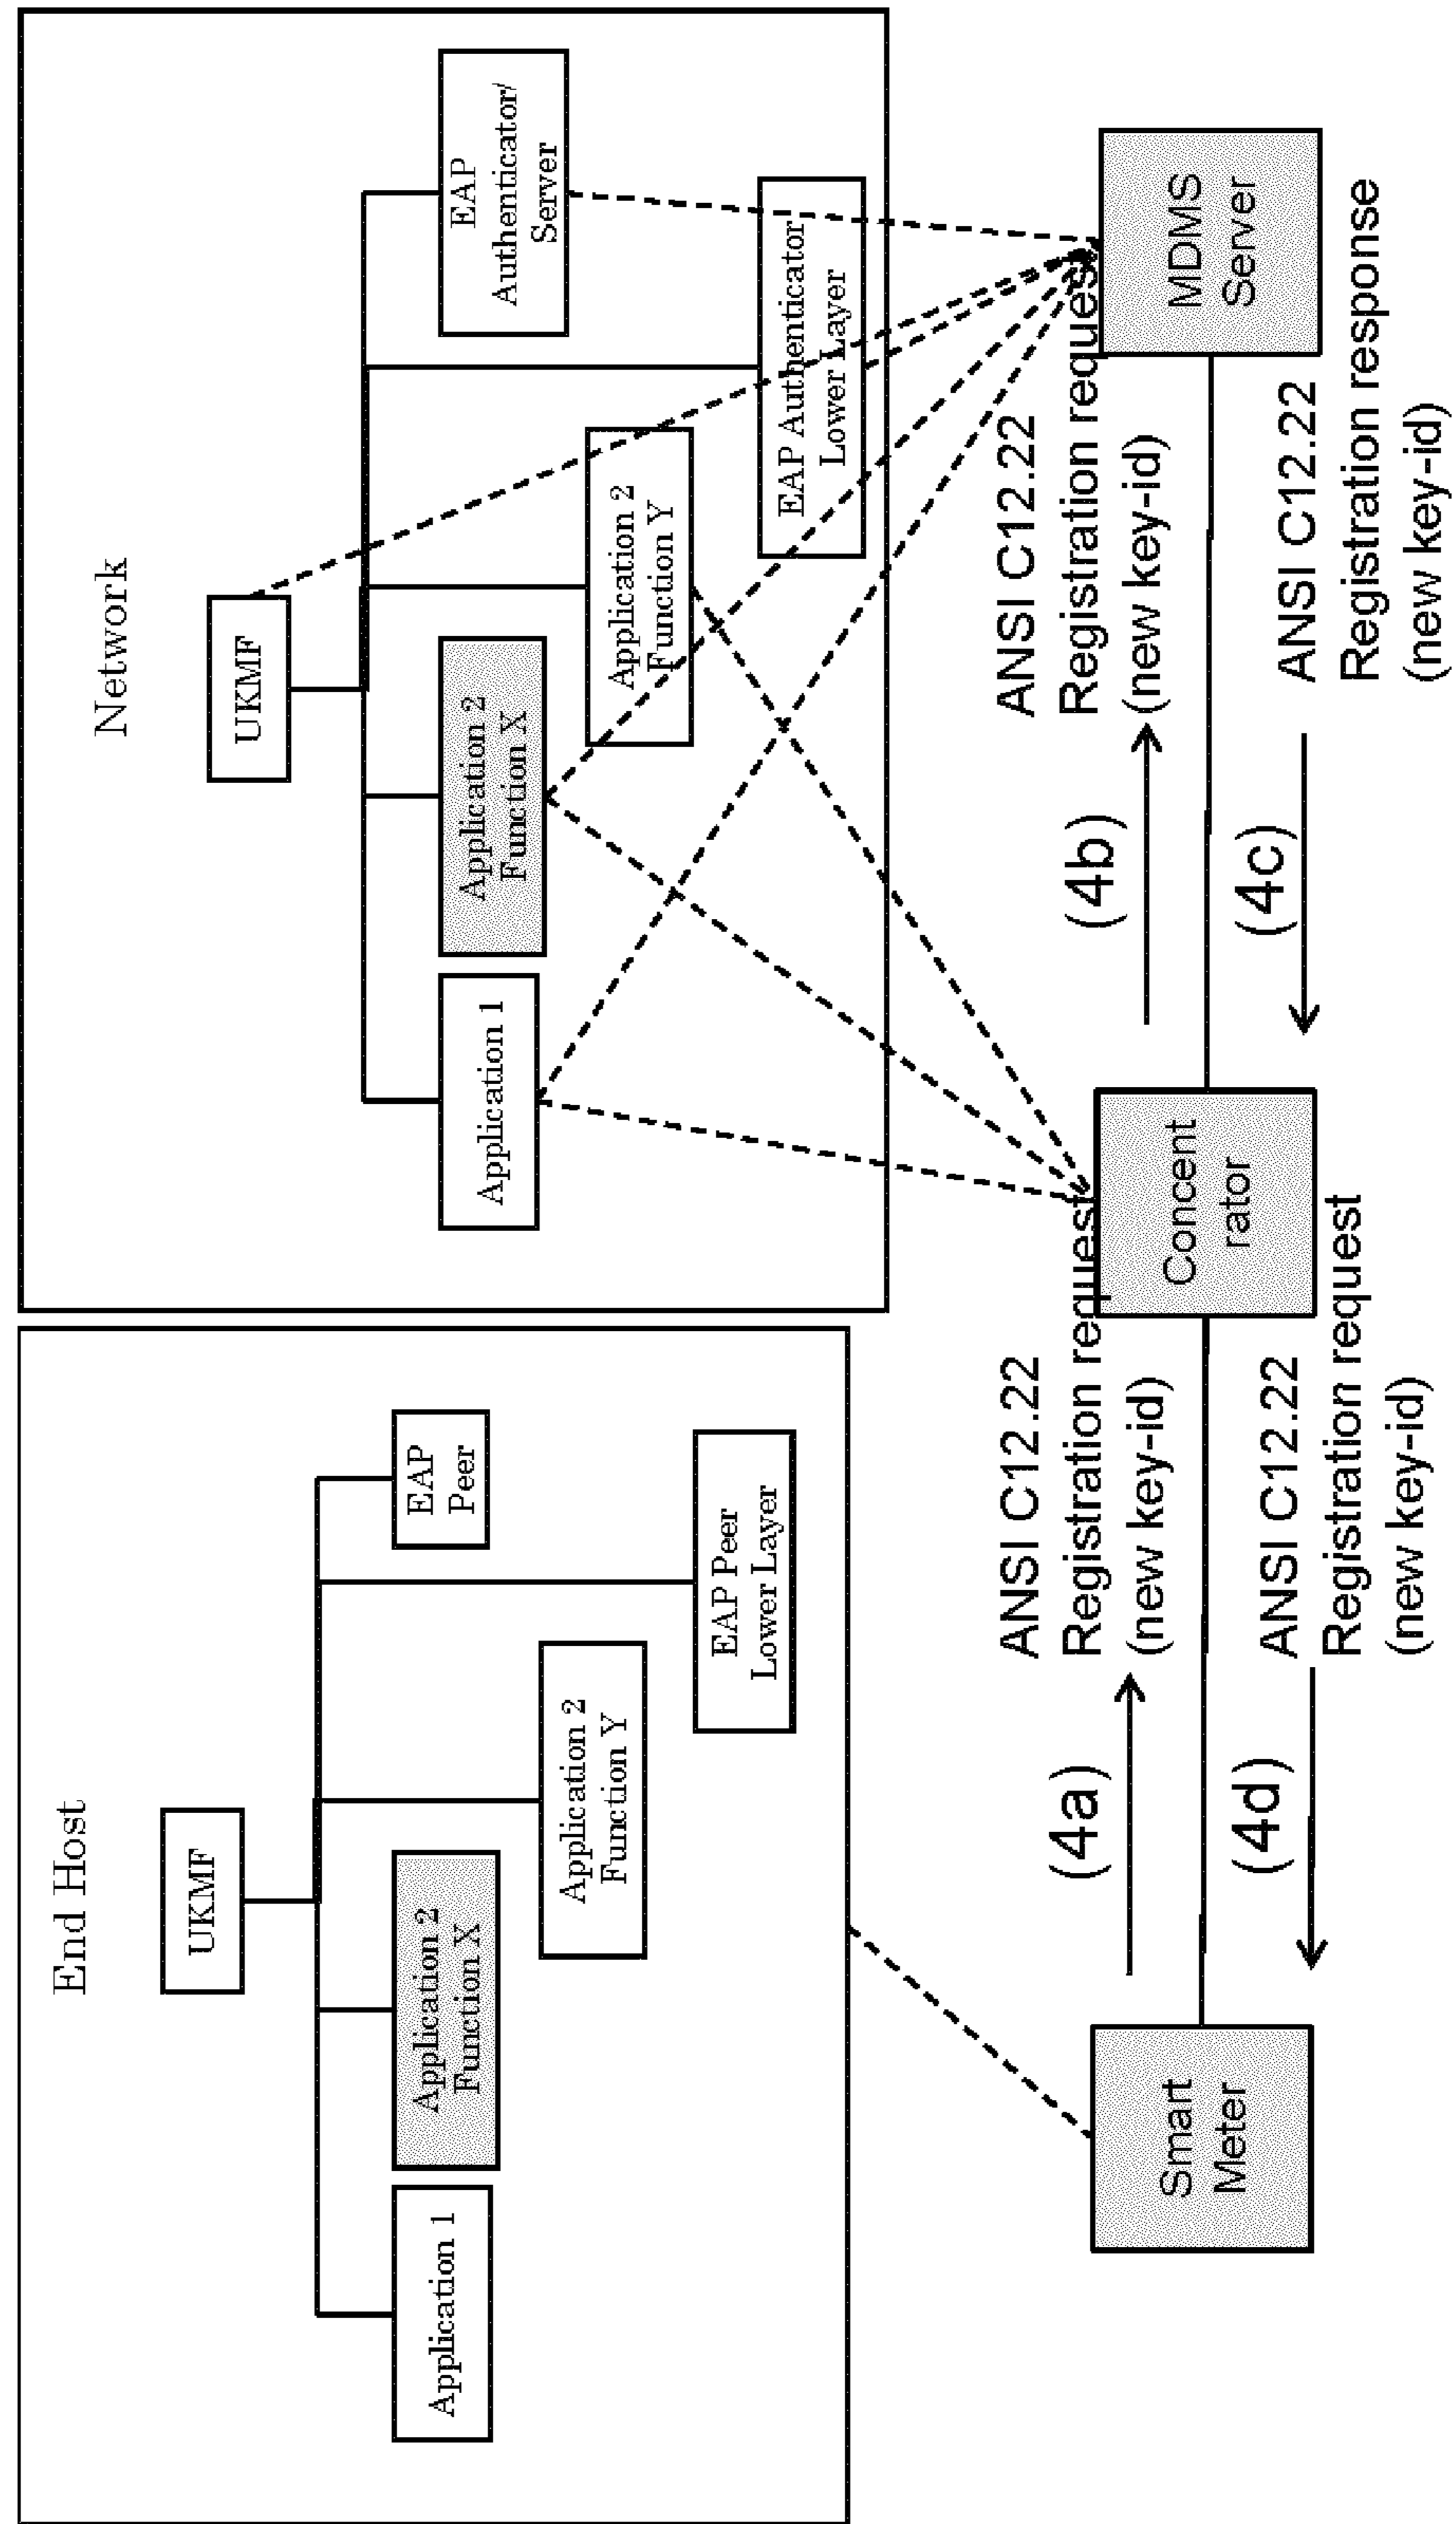 End Host
UKMF
Application 1
Application 2
Function X
Application 2
Function Y
EAP
Peer
EAP Peer
Lower Layer
Network
UKMF
Application 1
Application 2
Function X
Application 2
Function Y
EAP
Authenticator/
Server
EAP Authenticator
Lower Layer
Smart
Meter
(4a)
ANSI C12.22
Registration request
(new key-id)
(4d)
ANSI C12.22
Registration request
(new key-id)
Concent
rator
(4b)
ANSI C12.22
Registration request
(new key-id)
(4c)
ANSI C12.22
Registration response
(new key-id)
MDMS
Server